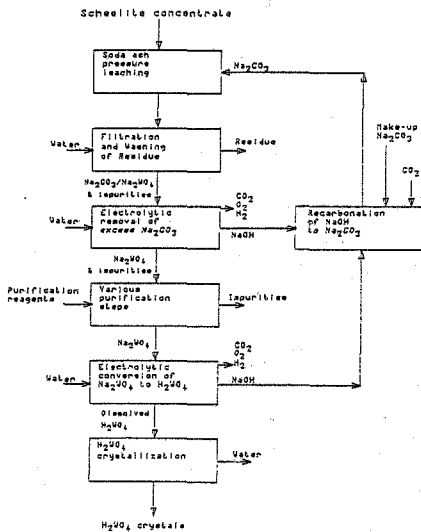 Scheelite concentrate
Soda ash
pressure
leaching
Na₂CO₃
Make-up
Na₂CO₃
CO₂
Water
Filtration
and Washing
of Residue
Residue
Na₂CO₃/Na₂WO₄
& impurities
CO₂
O₂
H₂
Water
Electrolytic
removal of
excess Na₂CO₃
NaOH
Recarbonation
of NaOH
to Na₂CO₃
Na₂WO₄
& impurities
Purification
reagents
Various
purification
steps
Impurities
Na₂WO₄
CO₂
O₂
H₂
Water
Electrolytic
conversion of
Na₂WO₄ to H₂WO₄
NaOH
Dissolved
H₂WO₄
H₂WO₄
crystallization
Water
H₂WO₄ crystals